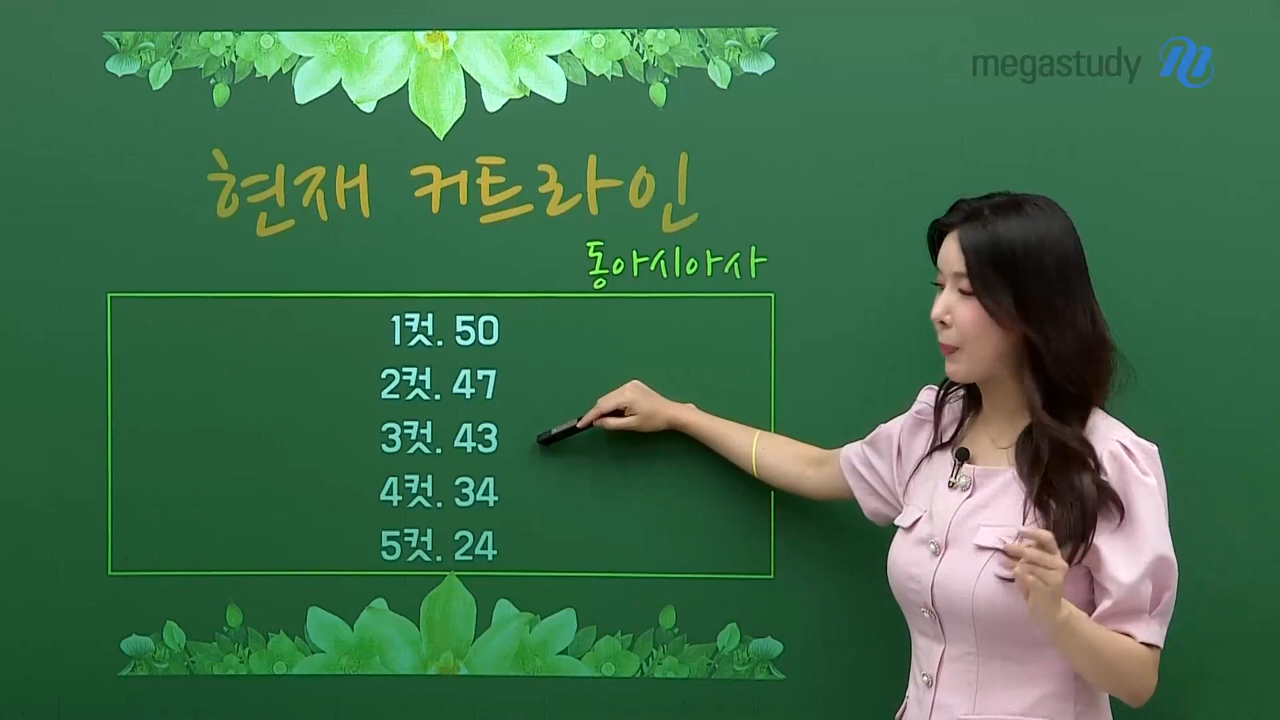 megastudy
현재 커트라인
동아시아사
1컷. 50
2컷. 47
3컷. 43
4컷. 34
5컷. 24